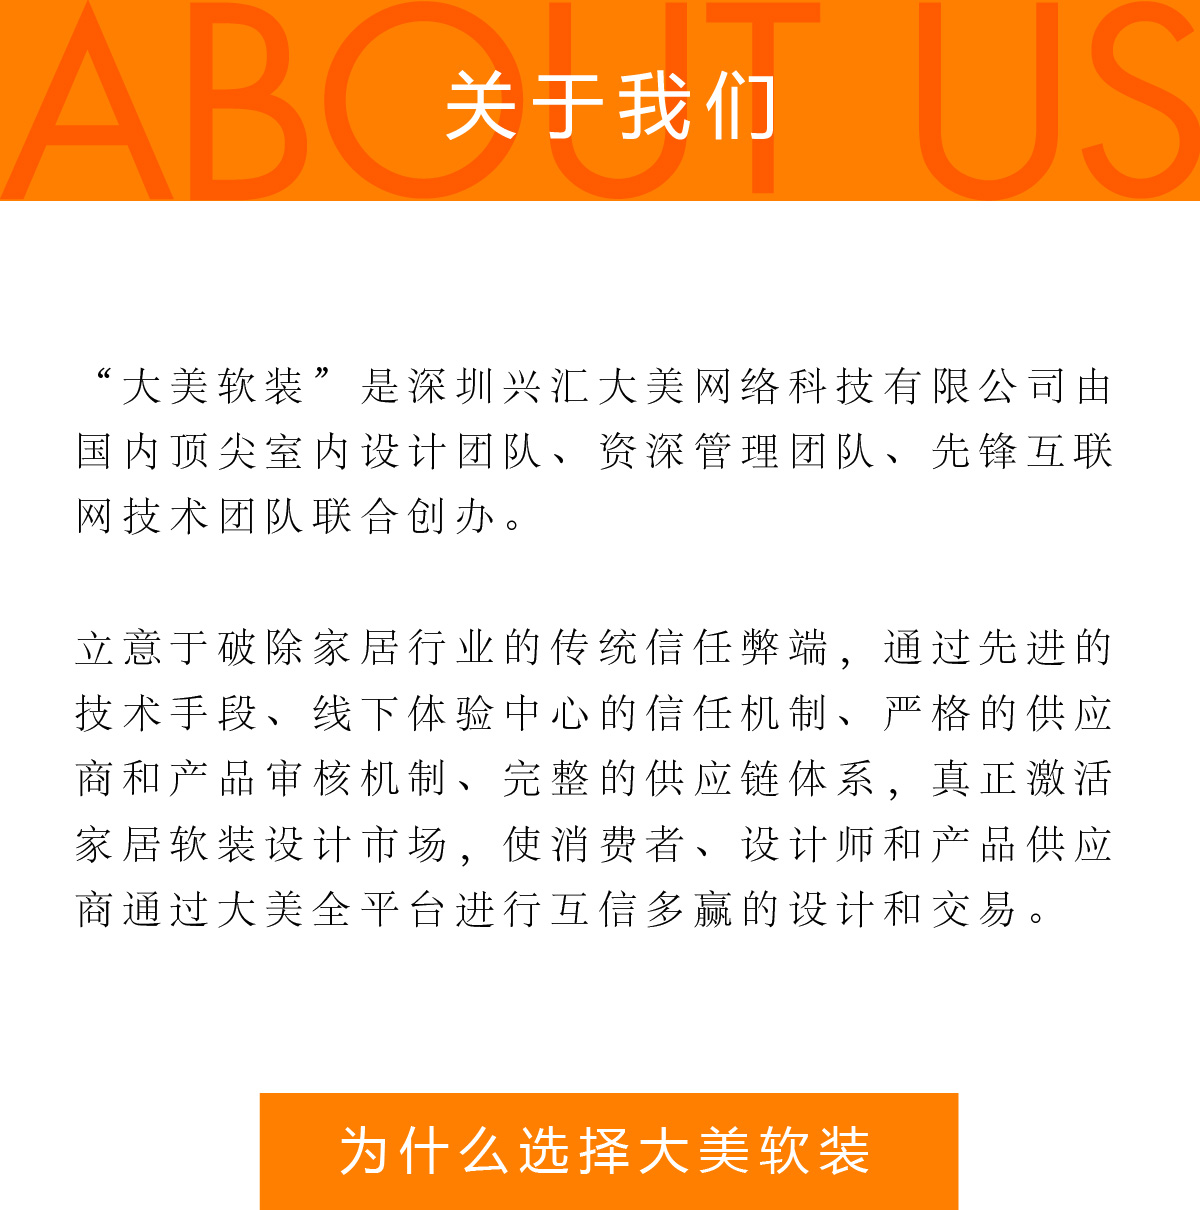 ABOUT US
关于我们
“大美软装”是深圳兴汇大美网络科技有限公司由
国内顶尖室内设计团队、资深管理团队、先锋互联
网技术团队联合创办。
立意于破除家居行业的传统信任弊端，通过先进的
技术手段、线下体验中心的信任机制、严格的供应
商和产品审核机制、完整的供应链体系，真正激活
家居软装设计市场，使消费者、设计师和产品供应
商通过大美全平台进行互信多赢的设计和交易。
为什么选择大美软装